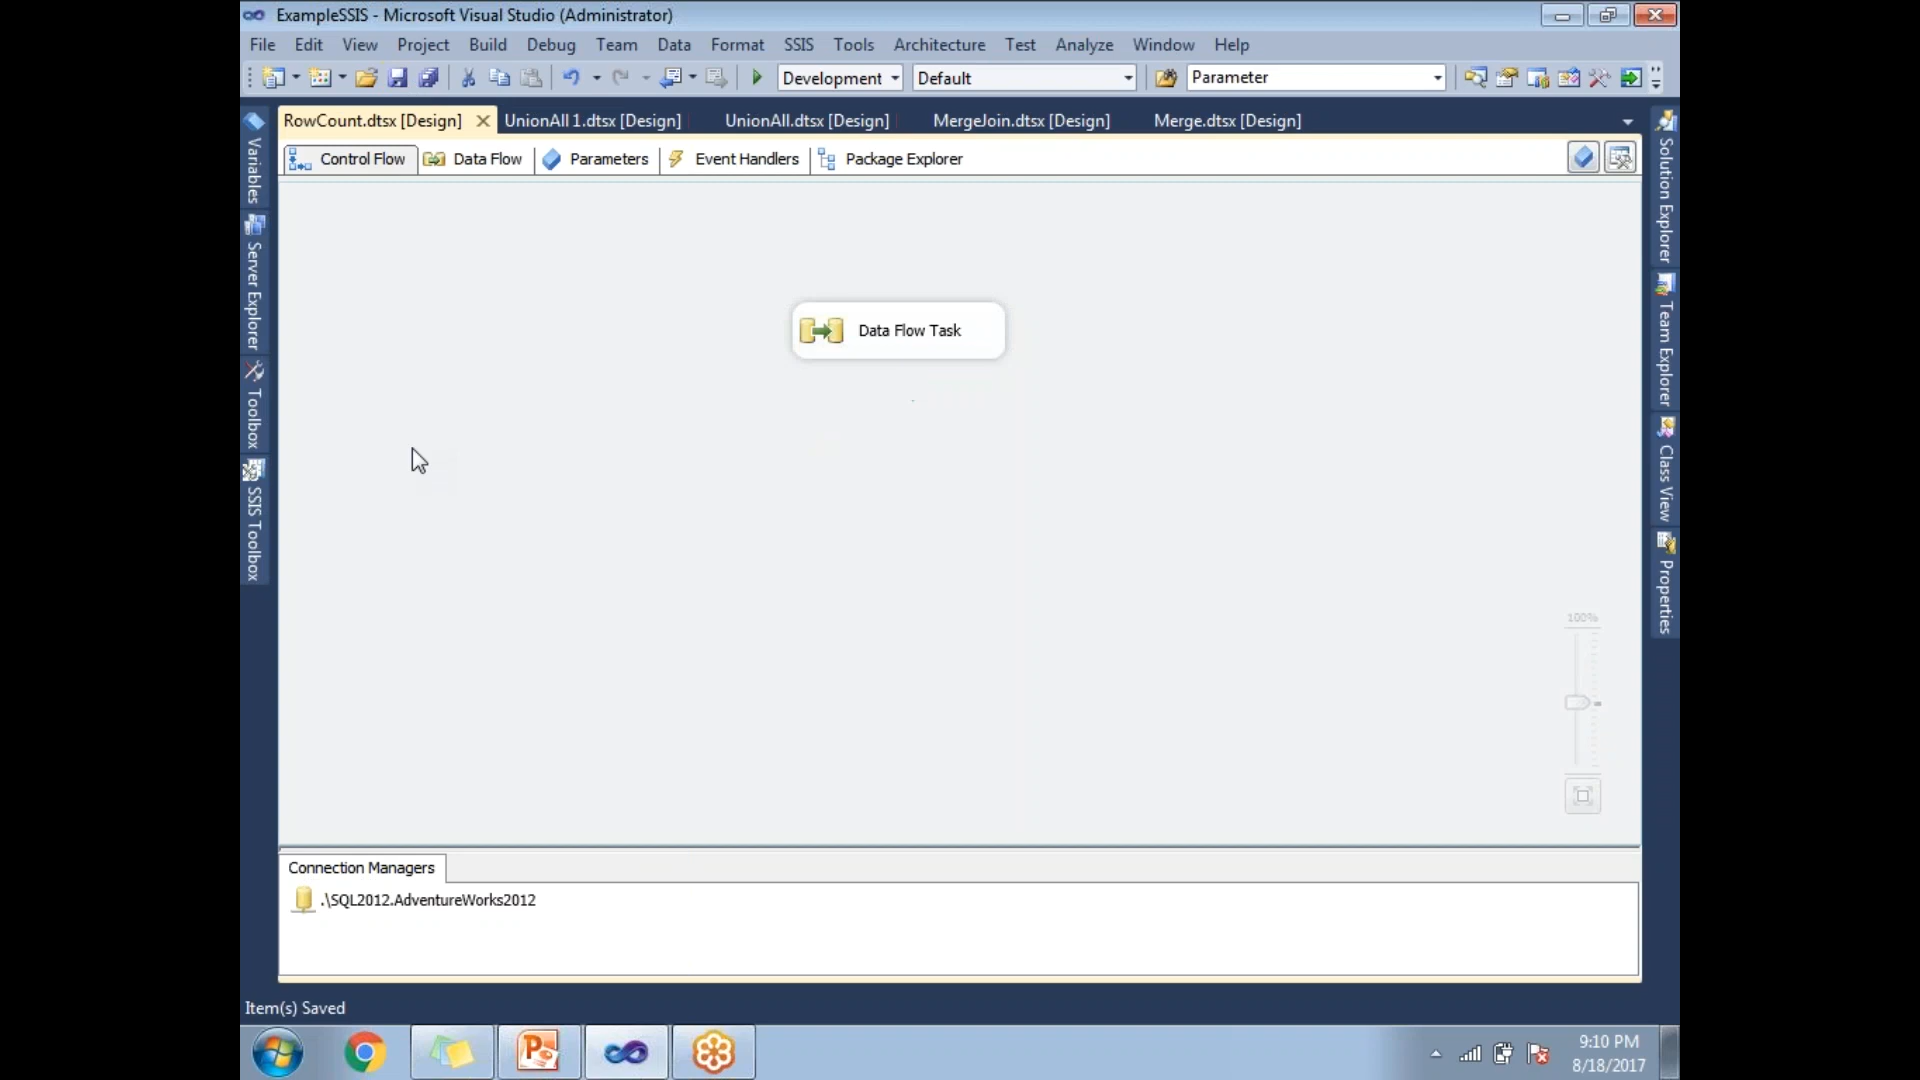 ExampleSSIS - Microsoft Visual Studio (Administrator)
File Edit View Project Build Debug Team Data Format SSIS Tools Architecture Test Analyze Window Help
Development Default Parameter
RowCount.dtsx [Design] UnionAll 1.dtsx [Design] UnionAll.dtsx [Design] MergeJoin.dtsx [Design] Merge.dtsx [Design]
Control Flow Data Flow Parameters Event Handlers Package Explorer
Variables
Server Explorer
Toolbox
SSIS Toolbox
Data Flow Task
Solution Explorer
Team Explorer
Class View
Properties
100%
Connection Managers
.\SQL2012.AdventureWorks2012
Item(s) Saved
9:10 PM
8/18/2017